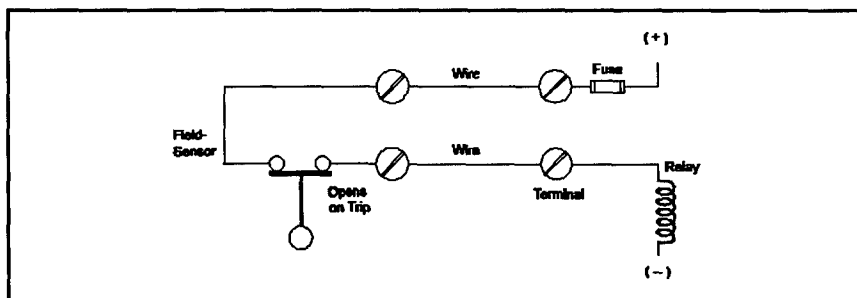 (+)
Wire
Fuse
Field-
Sensor
Wire
Relay
Opens
on Trip
Terminal
(–)